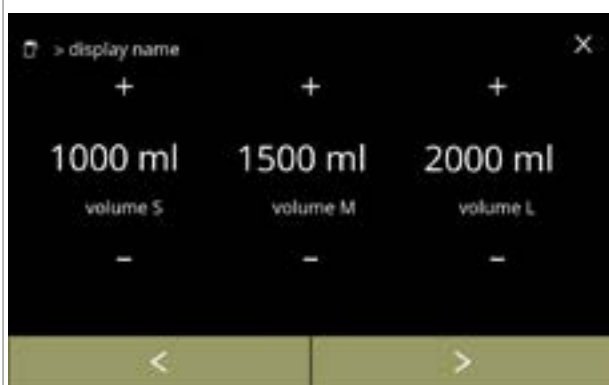 > display name ×
+ + +
1000 ml 1500 ml 2000 ml
volume S volume M volume L
– – –
< >